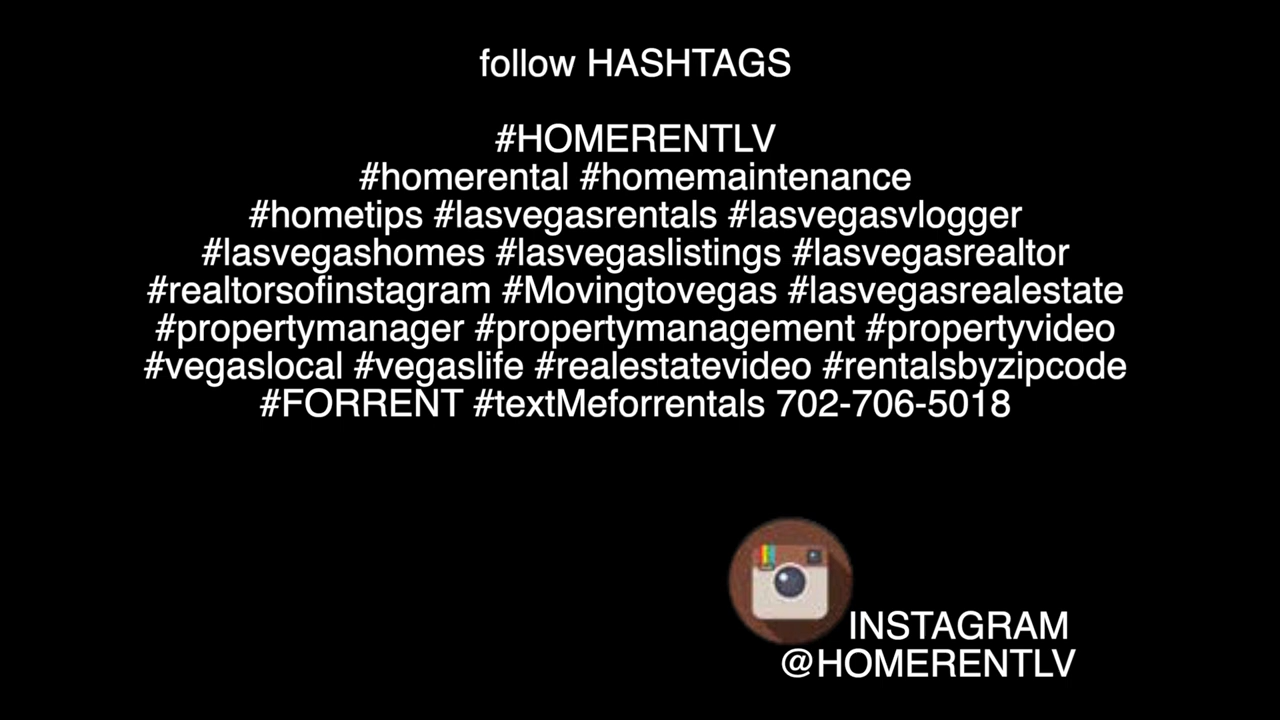 follow HASHTAGS
#HOMERENTLV
#homerental #homemaintenance
#hometips #lasvegasrentals #lasvegasvlogger
#lasvegashomes #lasvegaslistings #lasvegasrealtor
#realtorsofinstagram #Movingtovegas #lasvegasrealestate
#propertymanager #propertymanagement #propertyvideo
#vegaslocal #vegaslife #realestatevideo #rentalsbyzipcode
#FORRENT #textMeforrentals 702-706-5018
INSTAGRAM
@HOMERENTLV